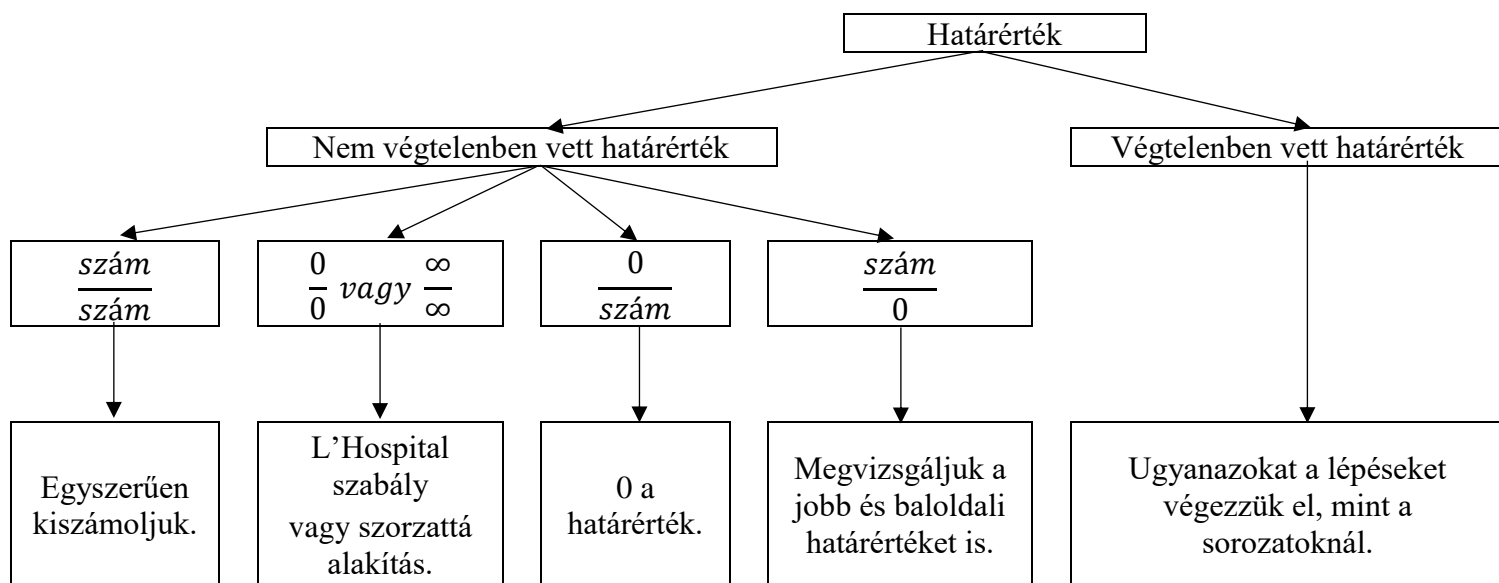 Határérték
Nem végtelenben vett határérték
Végtelenben vett határérték
szám
szám
0
0
vagy
∞
∞
0
szám
szám
0
Egyszerűen
kiszámoljuk.
L’Hospital
szabály
vagy szorzattá
alakítás.
0 a
határérték.
Megvizsgáljuk a
jobb és baloldali
határértéket is.
Ugyanazokat a lépéseket
végezzük el, mint a
sorozatoknál.